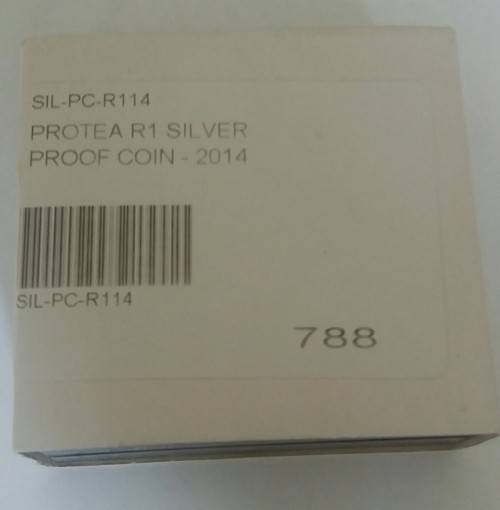 SIL-PC-R114
PROTEA R1 SILVER
PROOF COIN - 2014
SIL-PC-R114
788